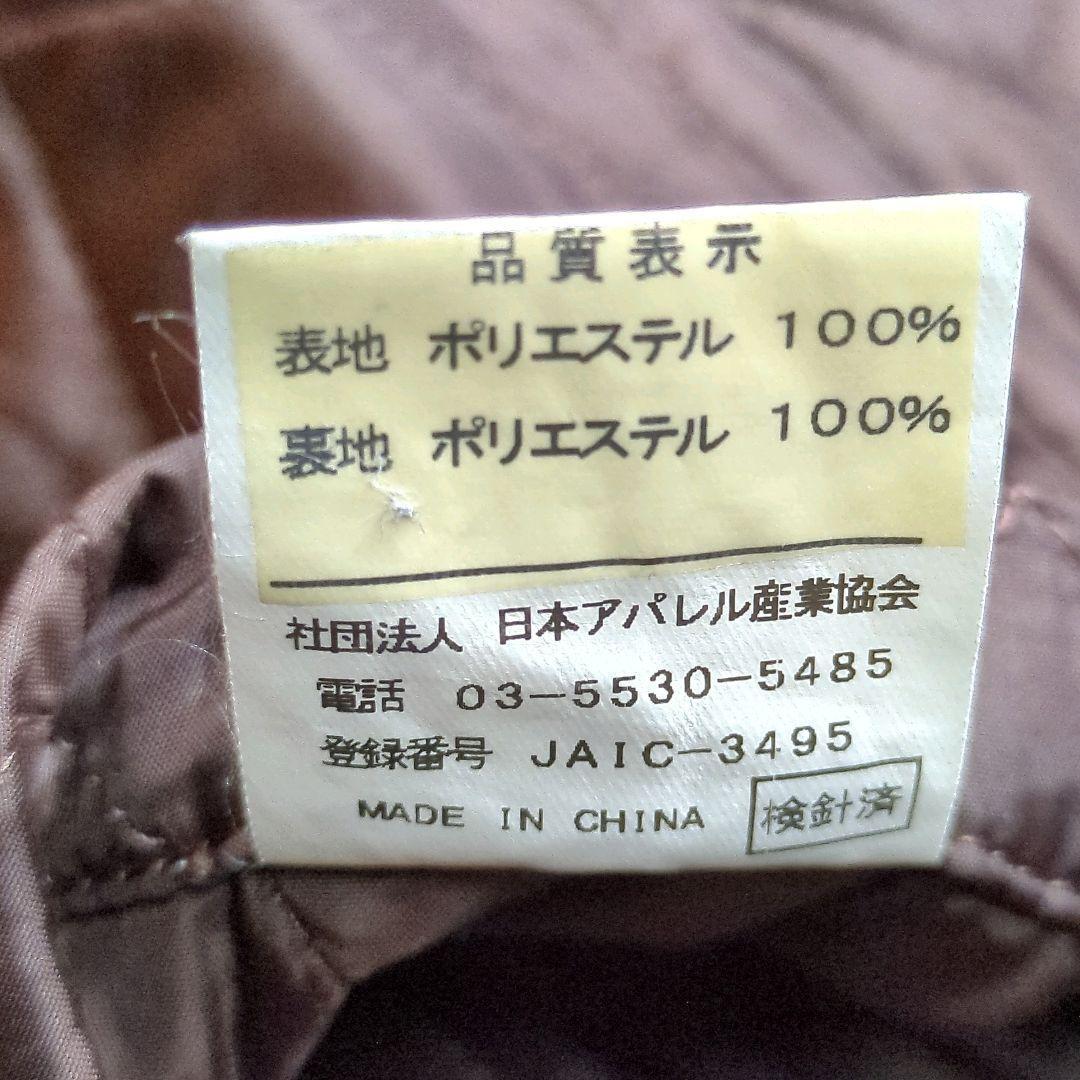 品質表示
表地 ポリエステル 100%
裏地 ポリエステル 100%
社団法人 日本アパレル産業協会
電話 03-5530-5485
登録番号 JAIC-3495
MADE IN CHINA 検針済